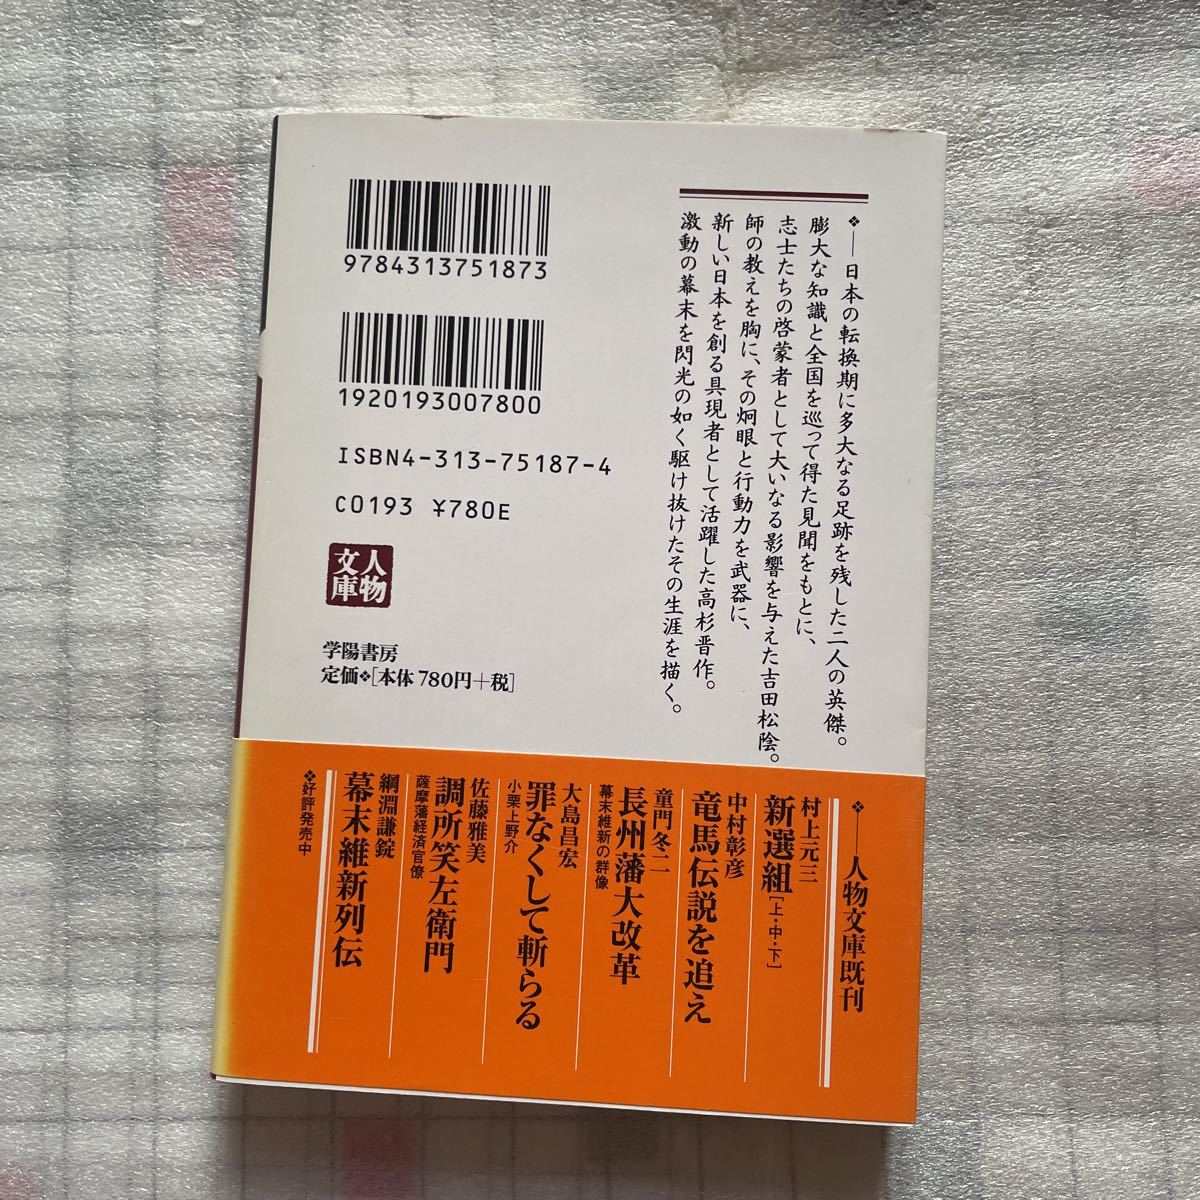 ❖――日本の転換期に多大なる足跡を残した二人の英傑。
膨大な知識と全国を巡って得た見聞をもとに、
志士たちの啓蒙者として大いなる影響を与えた吉田松陰。
師の教えを胸に、その炯眼と行動力を武器に、
新しい日本を創る具現者として活躍した高杉晋作。
激動の幕末を閃光の如く駆け抜けたその生涯を描く。
9784313751873
1920193007800
ISBN4-313-75187-4
C0193 ¥780E
人物
文庫
学陽書房
定価❖[本体780円+税]
❖――人物文庫既刊
村上元三
新選組[上・中・下]
中村彰彦
竜馬伝説を追え
童門冬二
長州藩大改革
幕末維新の群像
大島昌宏
罪なくして斬らる
小栗上野介
佐藤雅美
調所笑左衛門
薩摩藩経済官僚
綱淵謙錠
幕末維新列伝
❖好評発売中